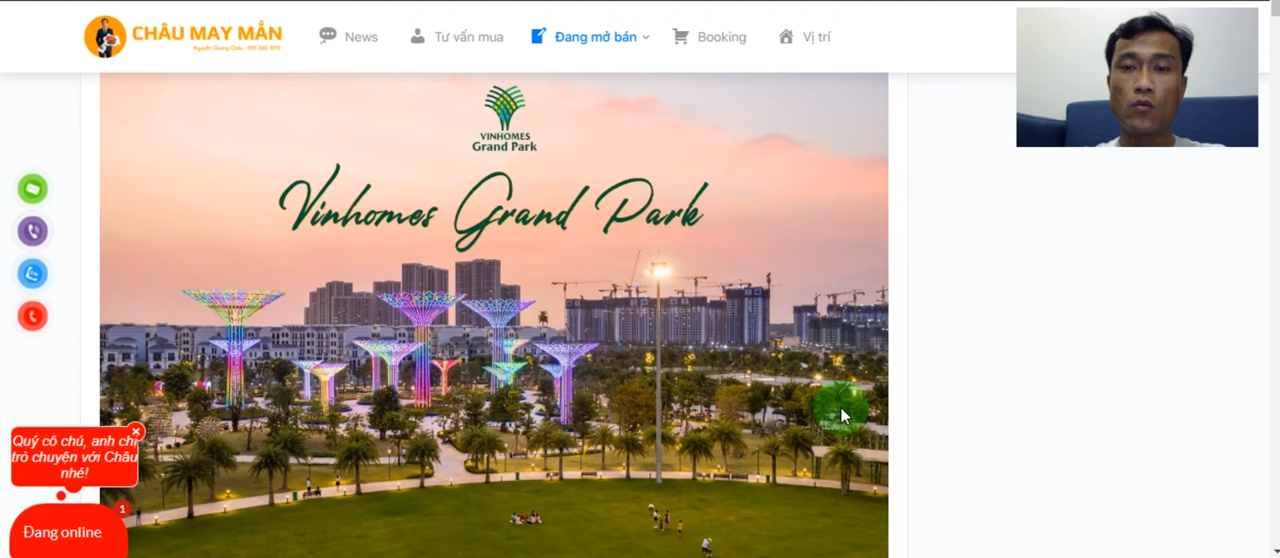 CHÂU MAY MẮN
News
Tư vấn mua
Đang mở bán
Booking
Vị trí
VINHOMES
Grand Park
Vinhomes Grand Park
Quý cô chú, anh chị
trò chuyện với Châu
nhé!
1
Đang online